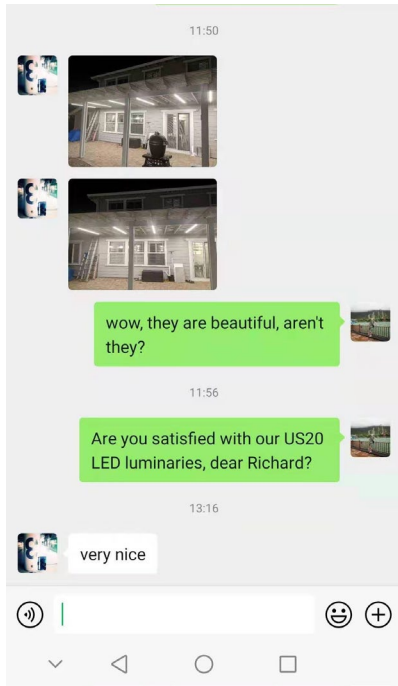 11:50
wow, they are beautiful, aren't
they?
11:56
Are you satisfied with our US20
LED luminaries, dear Richard?
13:16
very nice